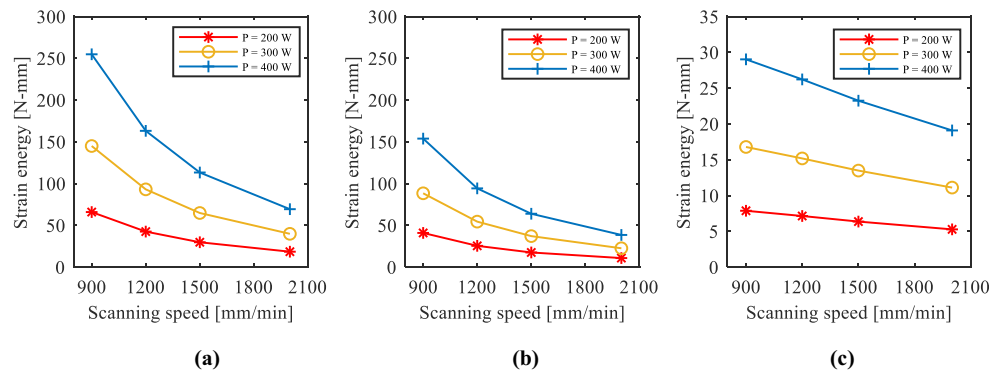 300
250
200
150
100
50
0
Strain energy [N-mm]
P = 200 W
P = 300 W
P = 400 W
900 1200 1500 1800 2100
Scanning speed [mm/min]
(a)
300
250
200
150
100
50
0
Strain energy [N-mm]
P = 200 W
P = 300 W
P = 400 W
900 1200 1500 1800 2100
Scanning speed [mm/min]
(b)
35
30
25
20
15
10
5
0
Strain energy [N-mm]
P = 200 W
P = 300 W
P = 400 W
900 1200 1500 1800 2100
Scanning speed [mm/min]
(c)